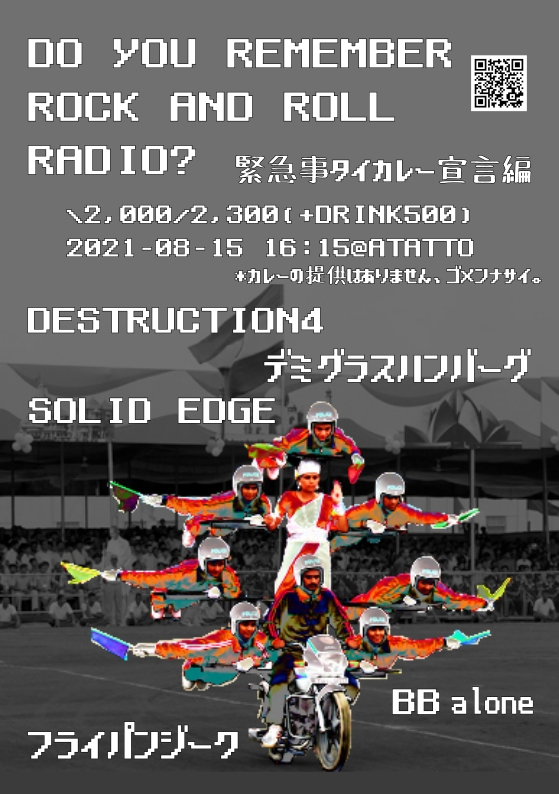 DO YOU REMEMBER
ROCK AND ROLL
RADIO?
緊急事タイカレー宣言編
\2,000/2,300(+DRINK500)
2021-08-15 16:15@ATATTO
*カレーの提供はありません、ゴメンナサイ。
DESTRUCTION4
デミグラスハンバーグ
SOLID EDGE
BB alone
フライパンジーク